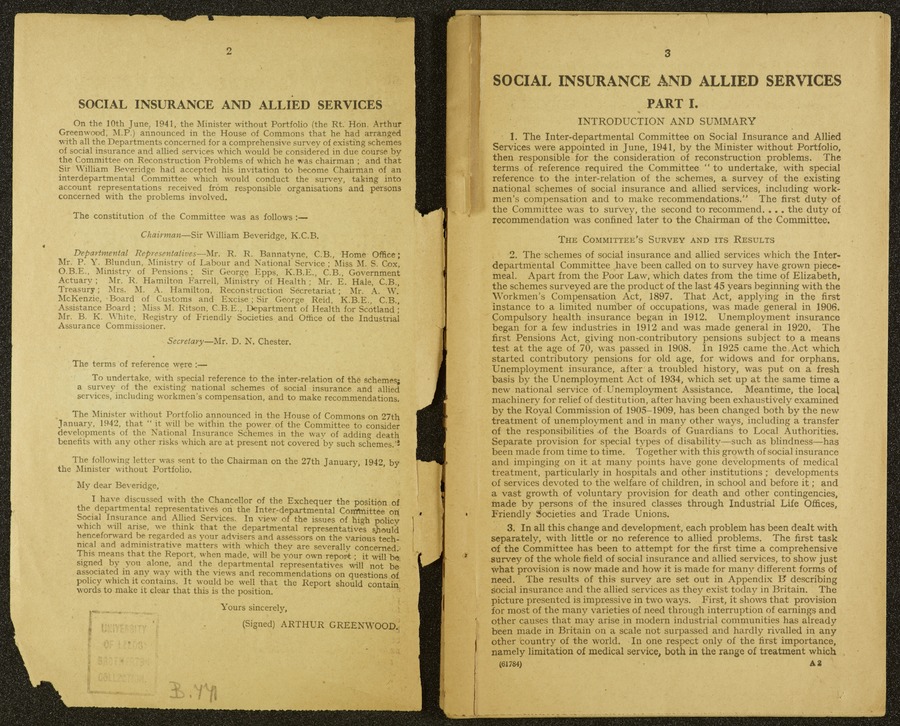 2
SOCIAL INSURANCE AND ALLIED SERVICES
On the 10th June, 1941, the Minister without Portfolio (the Rt. Hon. Arthur
Greenwood, M.P.) announced in the House of Commons that he had arranged
with all the Departments concerned for a comprehensive survey of existing schemes
of social insurance and allied services which would be considered in due course by
the Committee on Reconstruction Problems of which he was chairman ; and that
Sir William Beveridge had accepted his invitation to become Chairman of an
interdepartmental Committee which would conduct the survey, taking into
account representations received from responsible organisations and persons
concerned with the problems involved.
The constitution of the Committee was as follows :—
Chairman—Sir William Beveridge, K.C.B.
Departmental Representatives—Mr. R. R. Bannatyne, C.B., Home Office ;
Mr. P. Y. Blundun, Ministry of Labour and National Service ; Miss M. S. Cox,
O.B.E., Ministry of Pensions ; Sir George Epps, K.B.E., C.B., Government
Actuary ; Mr. R. Hamilton Farrell, Ministry of Health ; Mr. E. Hale, C.B.,
Treasury ; Mrs. M. A. Hamilton, Reconstruction Secretariat ; Mr. A. W.
McKenzie, Board of Customs and Excise ; Sir George Reid, K.B.E., C.B.,
Assistance Board ; Miss M. Ritson, C.B.E., Department of Health for Scotland ;
Mr. B. K. White, Registry of Friendly Societies and Office of the Industrial
Assurance Commissioner.
Secretary—Mr. D. N. Chester.
The terms of reference were :—
To undertake, with special reference to the inter-relation of the schemes,
a survey of the existing national schemes of social insurance and allied
services, including workmen's compensation, and to make recommendations.
The Minister without Portfolio announced in the House of Commons on 27th
January, 1942, that " it will be within the power of the Committee to consider
developments of the National Insurance Schemes in the way of adding death
benefits with any other risks which are at present not covered by such schemes."
The following letter was sent to the Chairman on the 27th January, 1942, by
the Minister without Portfolio.
My dear Beveridge,
I have discussed with the Chancellor of the Exchequer the position of
the departmental representatives on the Inter-departmental Committee on
Social Insurance and Allied Services. In view of the issues of high policy
which will arise, we think that the departmental representatives should
henceforward be regarded as your advisers and assessors on the various tech-
nical and administrative matters with which they are severally concerned.
This means that the Report, when made, will be your own report ; it will be
signed by you alone, and the departmental representatives will not be
associated in any way with the views and recommendations on questions of
policy which it contains. It would be well that the Report should contain
words to make it clear that this is the position.
Yours sincerely,
(Signed) ARTHUR GREENWOOD.
UNIVERSITY
OF LEEDS
COLLECTION
3
SOCIAL INSURANCE AND ALLIED SERVICES
PART I.
INTRODUCTION AND SUMMARY
1. The Inter-departmental Committee on Social Insurance and Allied
Services were appointed in June, 1941, by the Minister without Portfolio,
then responsible for the consideration of reconstruction problems. The
terms of reference required the Committee " to undertake, with special
reference to the inter-relation of the schemes, a survey of the existing
national schemes of social insurance and allied services, including work-
men's compensation and to make recommendations." The first duty of
the Committee was to survey, the second to recommend. . . . the duty of
recommendation was confined later to the Chairman of the Committee.
THE COMMITTEE'S SURVEY AND ITS RESULTS
2. The schemes of social insurance and allied services which the Inter-
departmental Committee have been called on to survey have grown piece-
meal. Apart from the Poor Law, which dates from the time of Elizabeth,
the schemes surveyed are the product of the last 45 years beginning with the
Workmen's Compensation Act, 1897. That Act, applying in the first
instance to a limited number of occupations, was made general in 1906.
Compulsory health insurance began in 1912. Unemployment insurance
began for a few industries in 1912 and was made general in 1920. The
first Pensions Act, giving non-contributory pensions subject to a means
test at the age of 70, was passed in 1908. In 1925 came the Act which
started contributory pensions for old age, for widows and for orphans.
Unemployment insurance, after a troubled history, was put on a fresh
basis by the Unemployment Act of 1934, which set up at the same time a
new national service of Unemployment Assistance. Meantime, the local
machinery for relief of destitution, after having been exhaustively examined
by the Royal Commission of 1905–1909, has been changed both by the new
treatment of unemployment and in many other ways, including a transfer
of the responsibilities of the Boards of Guardians to Local Authorities.
Separate provision for special types of disability—such as blindness—has
been made from time to time. Together with this growth of social insurance
and impinging on it at many points have gone developments of medical
treatment, particularly in hospitals and other institutions ; developments
of services devoted to the welfare of children, in school and before it ; and
a vast growth of voluntary provision for death and other contingencies,
made by persons of the insured classes through Industrial Life Offices,
Friendly Societies and Trade Unions.
3. In all this change and development, each problem has been dealt with
separately, with little or no reference to allied problems. The first task
of the Committee has been to attempt for the first time a comprehensive
survey of the whole field of social insurance and allied services, to show just
what provision is now made and how it is made for many different forms of
need. The results of this survey are set out in Appendix B describing
social insurance and the allied services as they exist today in Britain. The
picture presented is impressive in two ways. First, it shows that provision
for most of the many varieties of need through interruption of earnings and
other causes that may arise in modern industrial communities has already
been made in Britain on a scale not surpassed and hardly rivalled in any
other country of the world. In one respect only of the first importance,
namely limitation of medical service, both in the range of treatment which
(61784)
A 2